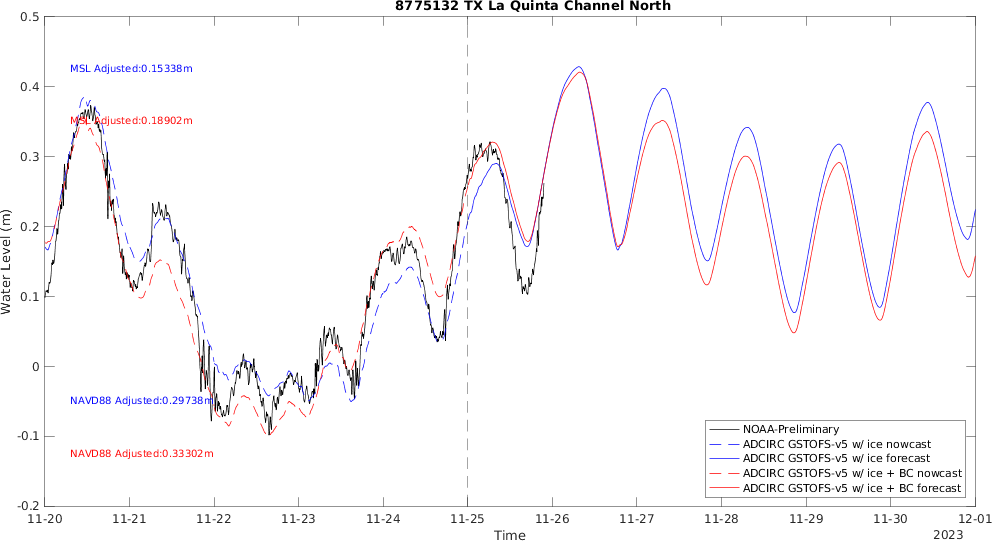 8775132 TX La Quinta Channel North
0.5
0.4
0.3
0.2
0.1
0
-0.1
-0.2
Water Level (m)
MSL Adjusted:0.15338m
MSL Adjusted:0.18902m
NAVD88 Adjusted:0.29738m
NAVD88 Adjusted:0.33302m
NOAA-Preliminary
ADCIRC GSTOFS-v5 w/ ice nowcast
ADCIRC GSTOFS-v5 w/ ice forecast
ADCIRC GSTOFS-v5 w/ ice + BC nowcast
ADCIRC GSTOFS-v5 w/ ice + BC forecast
11-20 11-21 11-22 11-23 11-24 11-25 11-26 11-27 11-28 11-29 11-30 12-01
Time
2023